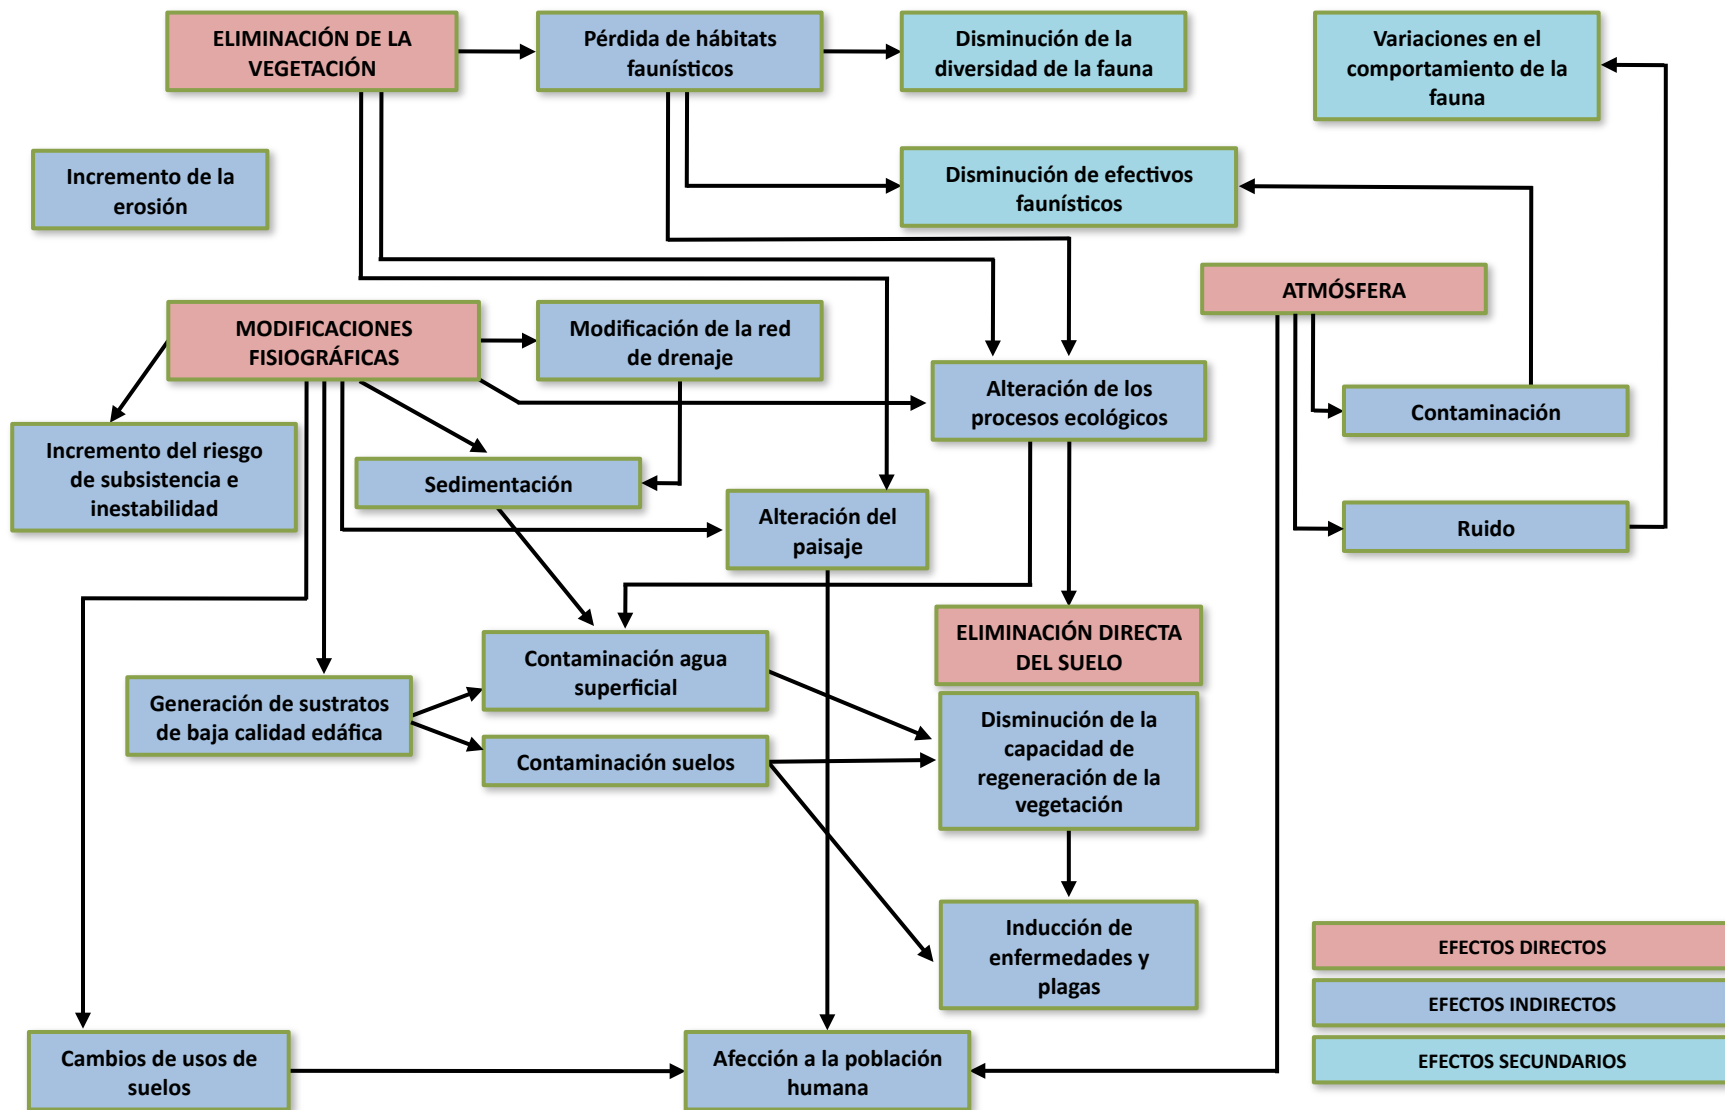 ELIMINACIÓN DE LA
VEGETACIÓN
Pérdida de hábitats
faunísticos
Disminución de la
diversidad de la fauna
Variaciones en el
comportamiento de la
fauna
Incremento de la
erosión
Disminución de efectivos
faunísticos
ATMÓSFERA
MODIFICACIONES
FISIOGRÁFICAS
Modificación de la red
de drenaje
Alteración de los
procesos ecológicos
Contaminación
Incremento del riesgo
de subsistencia e
inestabilidad
Sedimentación
Alteración del
paisaje
Ruido
ELIMINACIÓN DIRECTA
DEL SUELO
Contaminación agua
superficial
Generación de sustratos
de baja calidad edáfica
Disminución de la
capacidad de
regeneración de la
vegetación
Contaminación suelos
Inducción de
enfermedades y
plagas
EFECTOS DIRECTOS
EFECTOS INDIRECTOS
EFECTOS SECUNDARIOS
Cambios de usos de
suelos
Afección a la población
humana